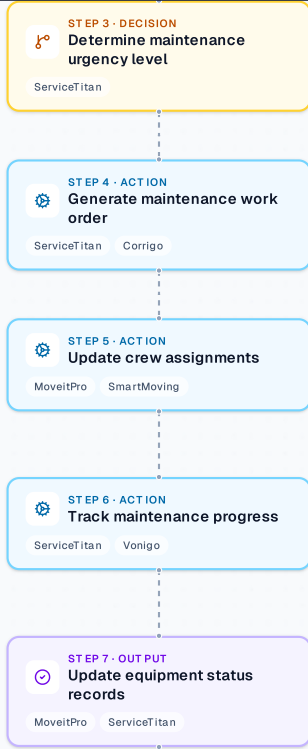 STEP 3 · DECISION
Determine maintenance
urgency level
ServiceTitan
STEP 4 · ACTION
Generate maintenance work
order
ServiceTitan Corrigo
STEP 5 · ACTION
Update crew assignments
MoveitPro SmartMoving
STEP 6 · ACTION
Track maintenance progress
ServiceTitan Vonigo
STEP 7 · OUTPUT
Update equipment status
records
MoveitPro ServiceTitan